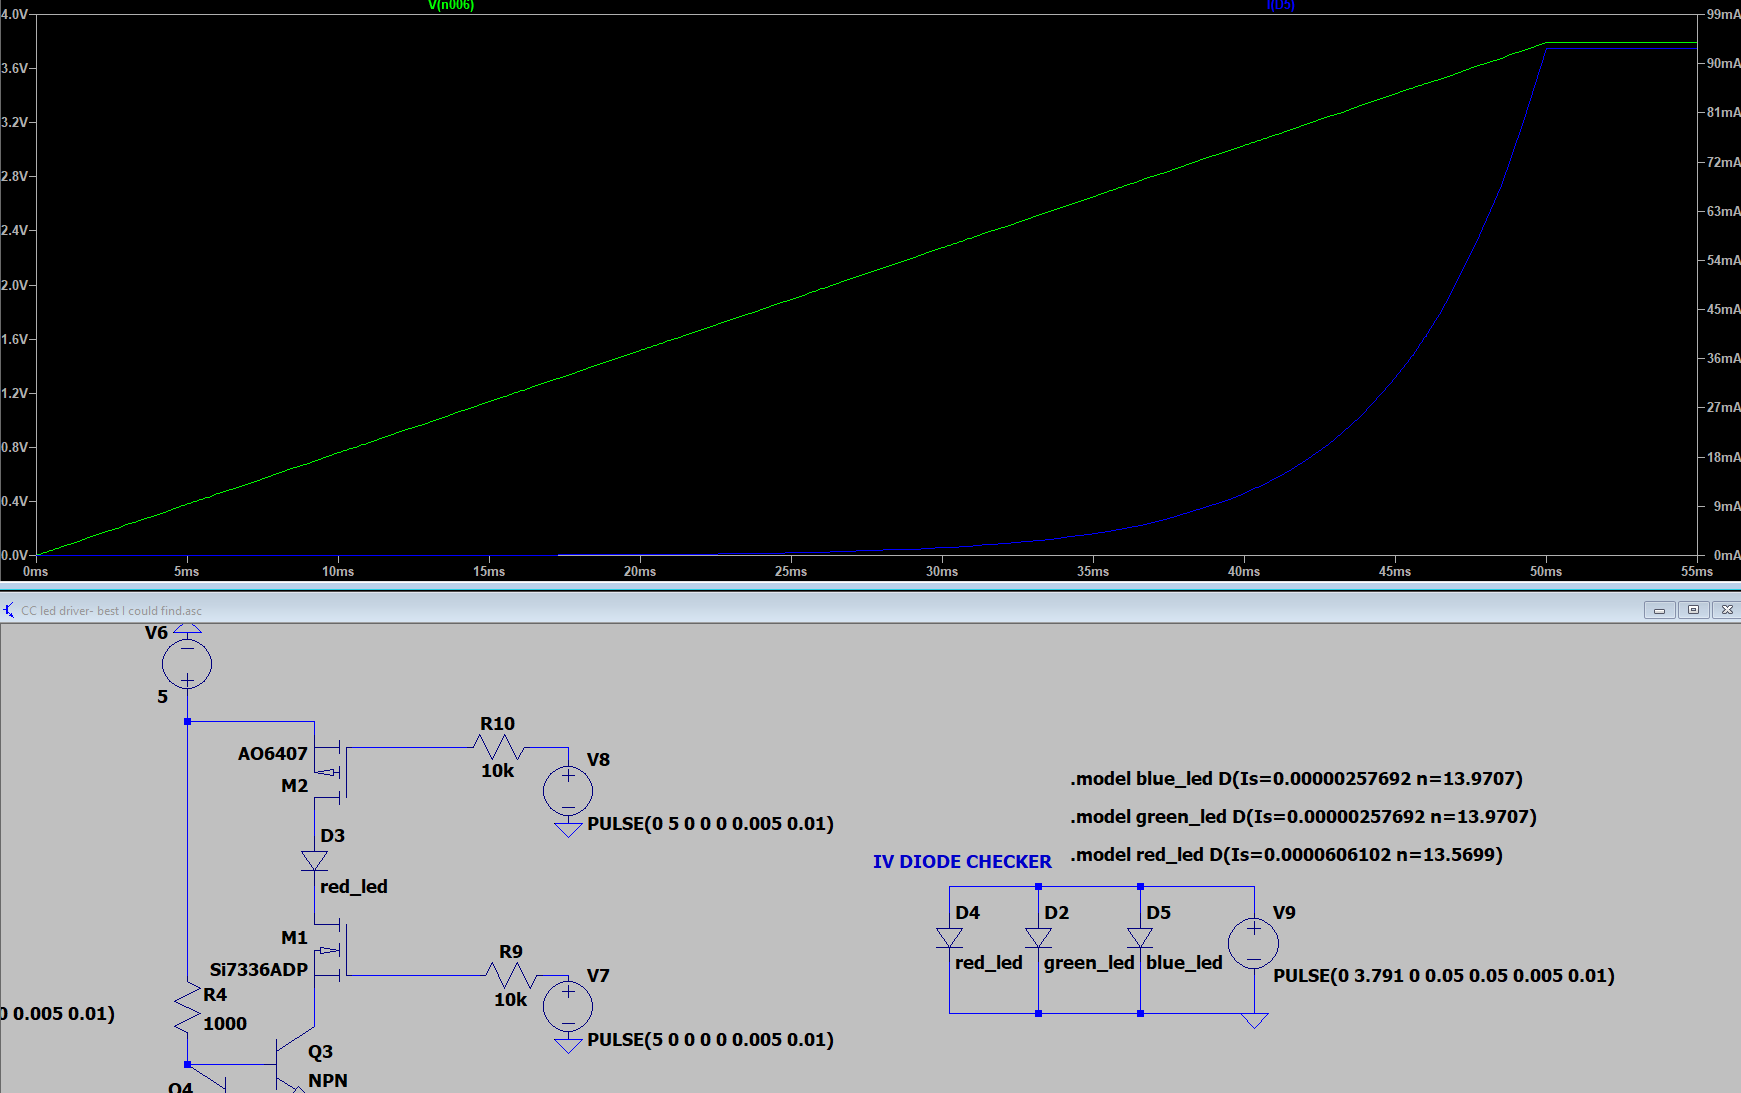 V(n006)
I(D5)
4.0V
99mA
3.6V
90mA
3.2V
81mA
2.8V
72mA
2.4V
63mA
2.0V
54mA
1.6V
45mA
36mA
1.2V
27mA
0.8V
18mA
0.4V
9mA
0.0V
0mA
0ms 5ms 10ms 15ms 20ms 25ms 30ms 35ms 40ms 45ms 50ms 55ms
CC led driver- best I could find.asc
V6
5
R10
10k
V8
PULSE(0 5 0 0 0 0.005 0.01)
AO6407
M2
D3
red_led
M1
Si7336ADP
R9
10k
V7
PULSE(5 0 0 0 0 0.005 0.01)
0 0.005 0.01)
R4
1000
Q3
NPN
Q4
.model blue_led D(Is=0.00000257692 n=13.9707)
.model green_led D(Is=0.00000257692 n=13.9707)
.model red_led D(Is=0.0000606102 n=13.5699)
IV DIODE CHECKER
D4
red_led
D2
green_led
D5
blue_led
V9
PULSE(0 3.791 0 0.05 0.05 0.005 0.01)